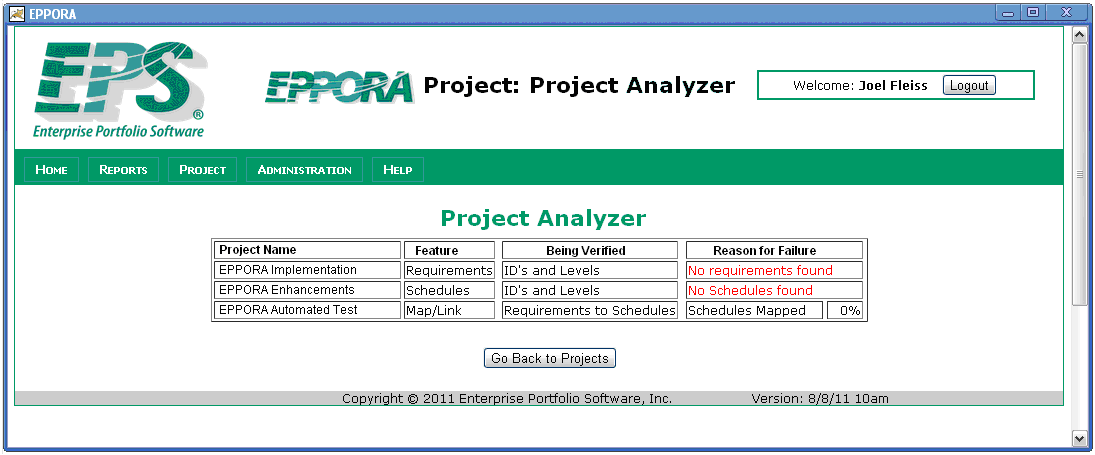 EPPORA
EPS®
Enterprise Portfolio Software
EPPORA Project: Project Analyzer
Welcome: Joel Fleiss Logout
HOME REPORTS PROJECT ADMINISTRATION HELP
Project Analyzer
Project Name Feature Being Verified Reason for Failure
EPPORA Implementation Requirements ID's and Levels No requirements found
EPPORA Enhancements Schedules ID's and Levels No Schedules found
EPPORA Automated Test Map/Link Requirements to Schedules Schedules Mapped 0%
Go Back to Projects
Copyright © 2011 Enterprise Portfolio Software, Inc. Version: 8/8/11 10am